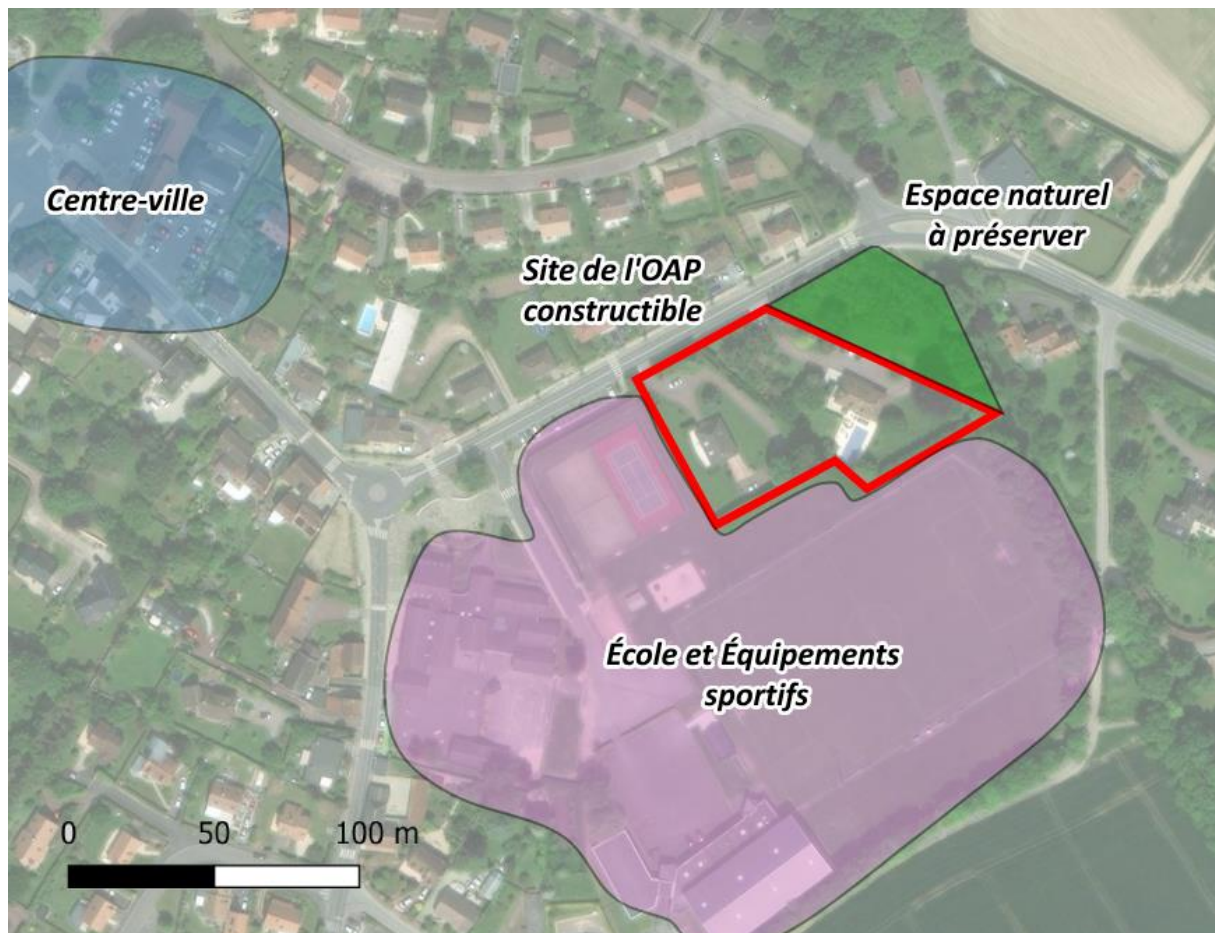 Centre-ville
Espace naturel
à préserver
Site de l'OAP
constructible
École et Équipements
sportifs
0 50 100 m